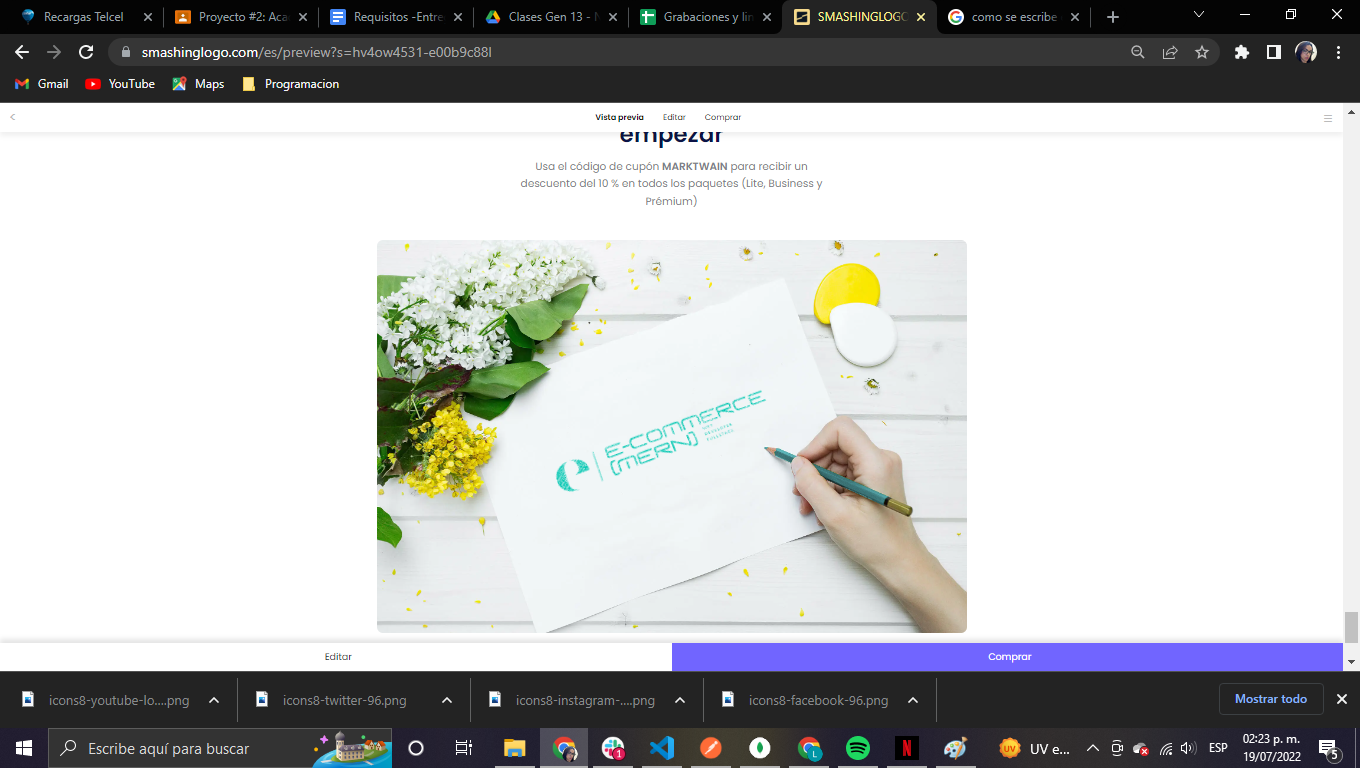 Recargas Telcel
Proyecto #2: Aca
Requisitos -Entre
Clases Gen 13 - 
Grabaciones y lin
SMASHINGLOGO
como se escribe
smashinglogo.com/es/preview?s=hv4ow4531-e00b9c88l
Gmail
YouTube
Maps
Programacion
Vista previa
Editar
Comprar
empezar
Usa el código de cupón MARKTWAIN para recibir un
descuento del 10 % en todos los paquetes (Lite, Business y
Prémium)
E-COMMERCE
[MERN]
Editar
Comprar
icons8-youtube-lo....png
icons8-twitter-96.png
icons8-instagram-....png
icons8-facebook-96.png
Mostrar todo
Escribe aquí para buscar
1
L
N
UV
UV e...
ESP
02:23 p. m.
19/07/2022
5